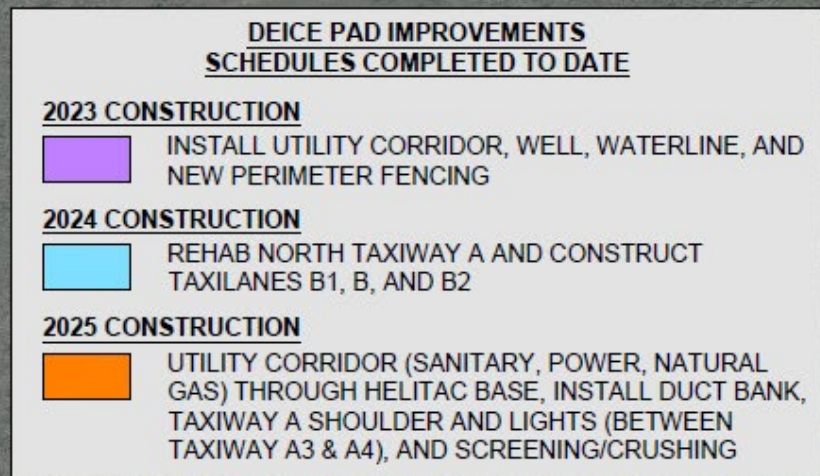 DEICE PAD IMPROVEMENTS
SCHEDULES COMPLETED TO DATE
2023 CONSTRUCTION
INSTALL UTILITY CORRIDOR, WELL, WATERLINE, AND
NEW PERIMETER FENCING
2024 CONSTRUCTION
REHAB NORTH TAXIWAY A AND CONSTRUCT
TAXILANES B1, B, AND B2
2025 CONSTRUCTION
UTILITY CORRIDOR (SANITARY, POWER, NATURAL
GAS) THROUGH HELITAC BASE, INSTALL DUCT BANK,
TAXIWAY A SHOULDER AND LIGHTS (BETWEEN
TAXIWAY A3 & A4), AND SCREENING/CRUSHING